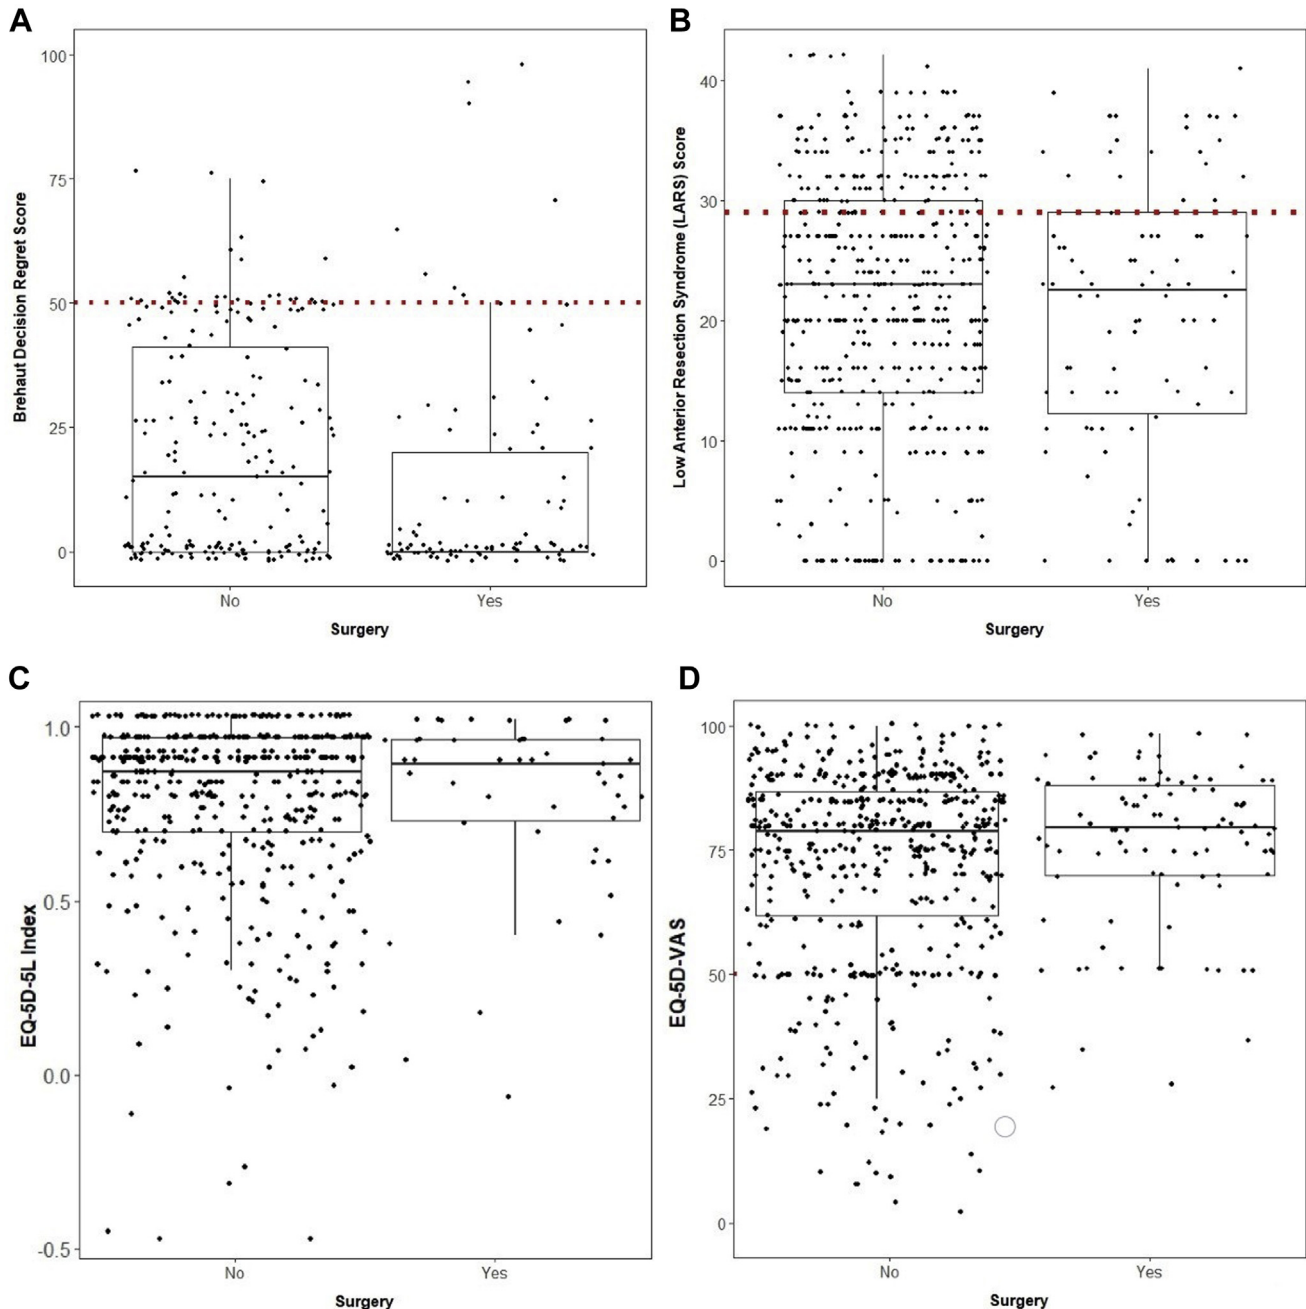 A
Brehaut Decision Regret Score
100
75
50
25
0
No
Yes
Surgery
B
Low Anterior Resection Syndrome (LARS) Score
40
30
20
10
0
No
Yes
Surgery
C
EQ-5D-5L Index
1.0
0.5
0.0
-0.5
No
Yes
Surgery
D
EQ-5D-VAS
100
75
50
25
0
No
Yes
Surgery